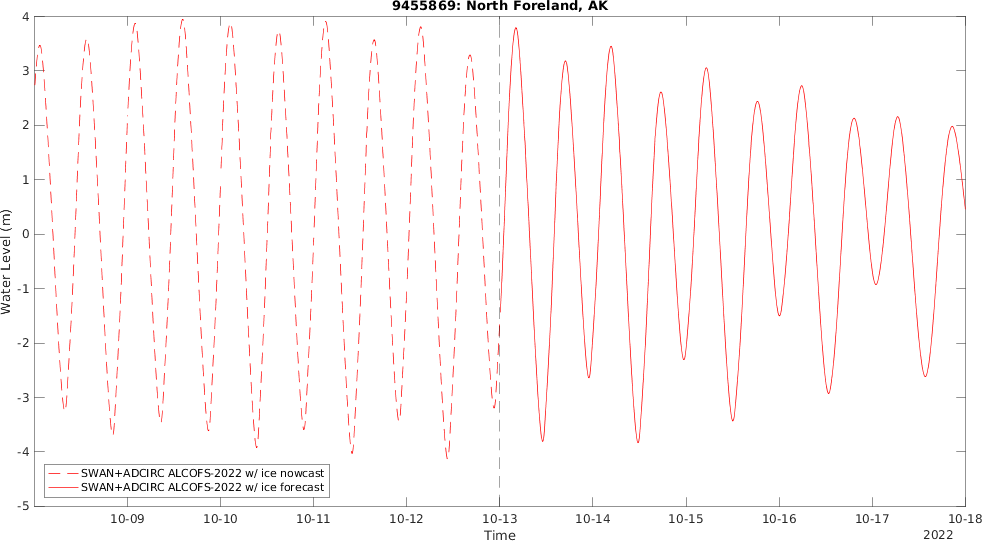 9455869: North Foreland, AK
4
3
2
1
0
-1
-2
-3
-4
-5
Water Level (m)
SWAN+ADCIRC ALCOFS-2022 w/ ice nowcast
SWAN+ADCIRC ALCOFS-2022 w/ ice forecast
10-09 10-10 10-11 10-12 10-13 10-14 10-15 10-16 10-17 10-18
Time
2022